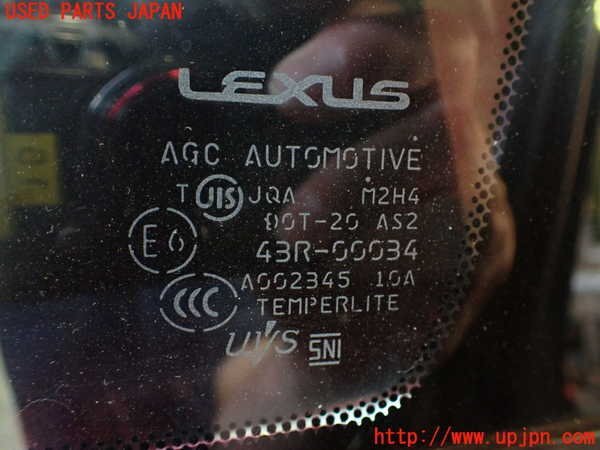 USED PARTS JAPAN
LEXUS
AGC AUTOMOTIVE
T JIS JQA M2H4
DOT-20 AS2
E6 43R-00034
CCC A002345 10A
TEMPERLITE
UVS SNI
http://www.upjpn.com/